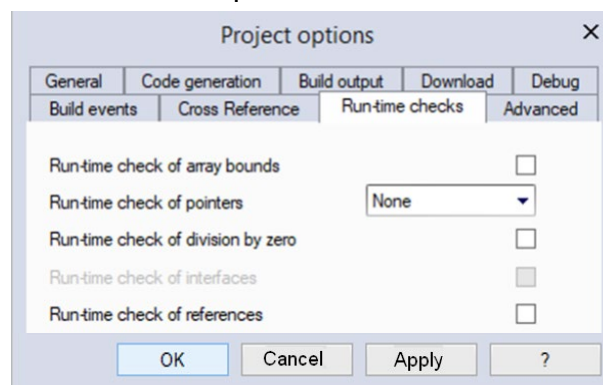 Project options
General Code generation Build output Download Debug
Build events Cross Reference Run-time checks Advanced
Run-time check of array bounds
Run-time check of pointers None
Run-time check of division by zero
Run-time check of interfaces
Run-time check of references
OK Cancel Apply ?